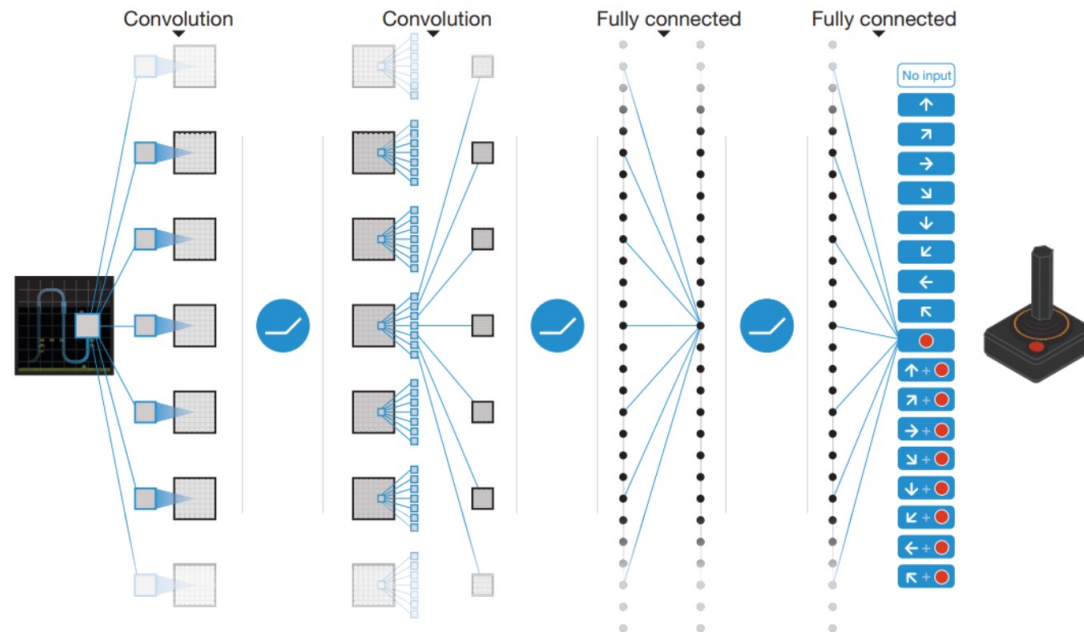 Convolution
Convolution
Fully connected
Fully connected
No input
+
+
+
+
+
+
+
+